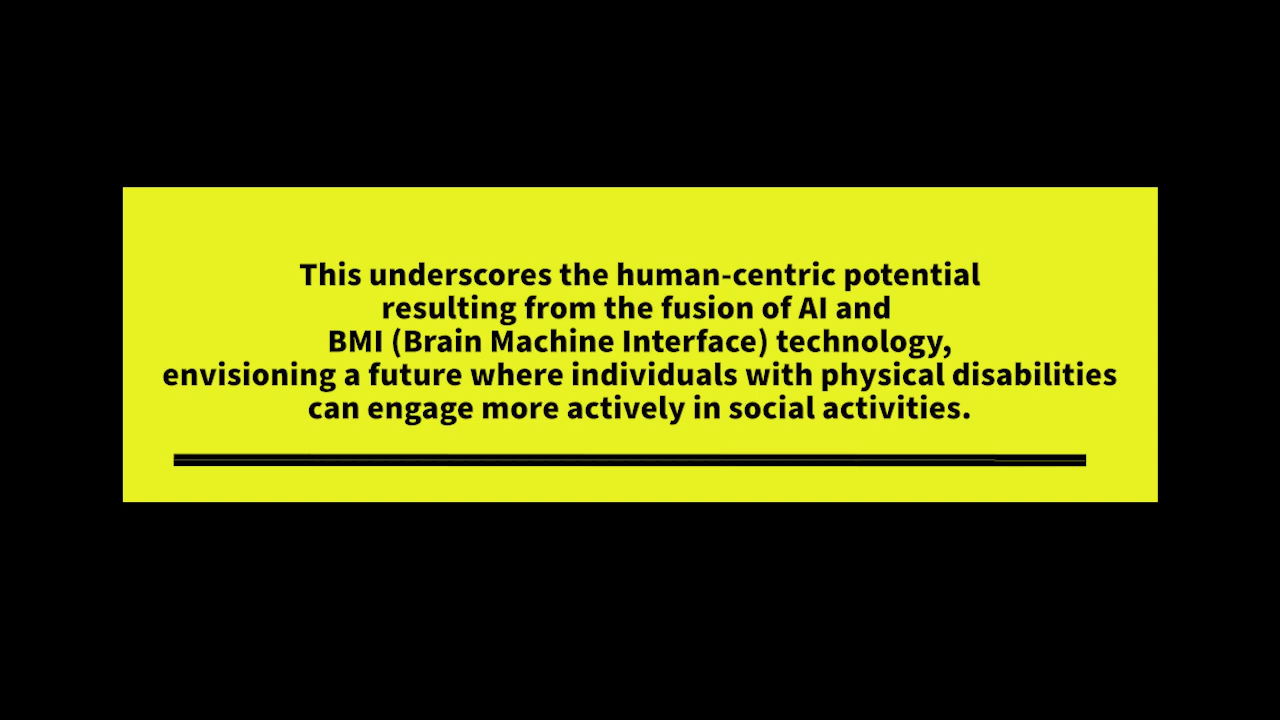 This underscores the human-centric potential
resulting from the fusion of AI and
BMI (Brain Machine Interface) technology,
envisioning a future where individuals with physical disabilities
can engage more actively in social activities.